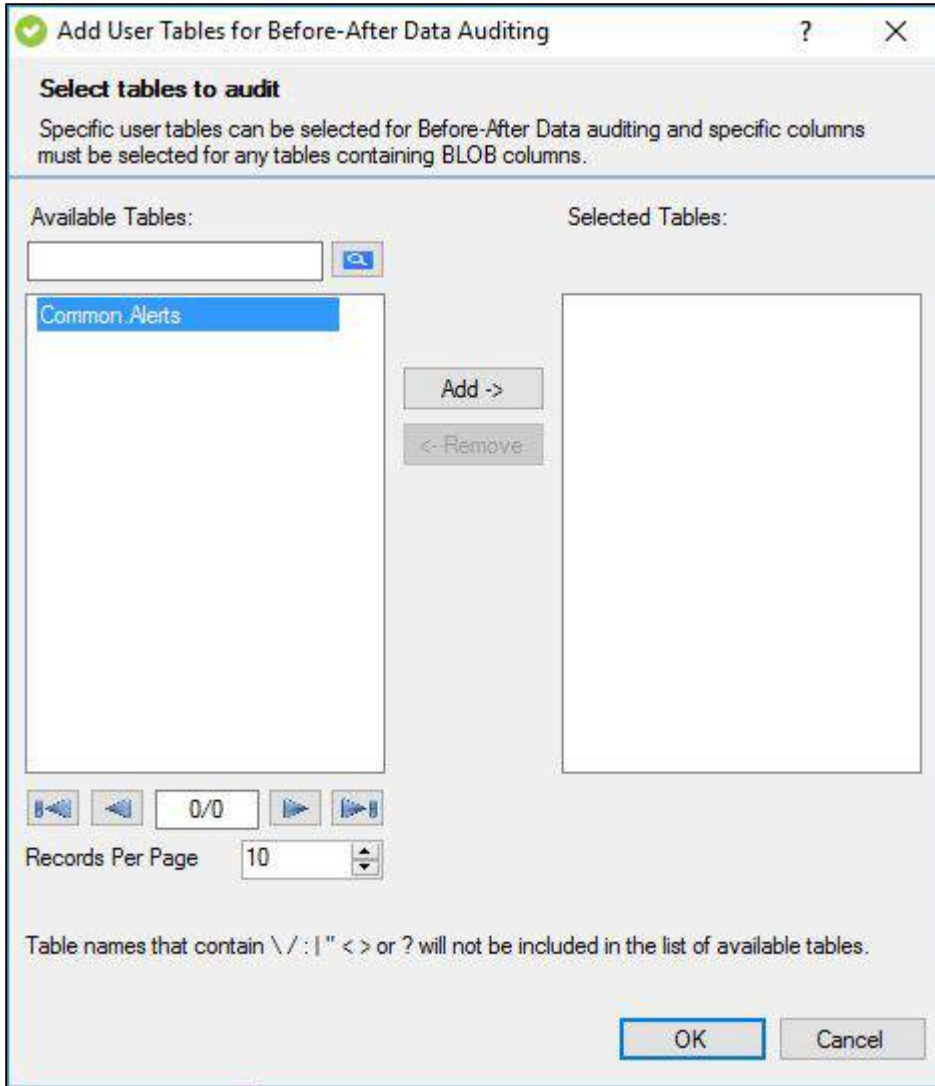 Add User Tables for Before-After Data Auditing
?
Select tables to audit
Specific user tables can be selected for Before-After Data auditing and specific columns
must be selected for any tables containing BLOB columns.
Available Tables:
Selected Tables:
Common.Alerts
Add ->
<- Remove
0/0
Records Per Page
10
Table names that contain \ / : | " < > or ? will not be included in the list of available tables.
OK
Cancel